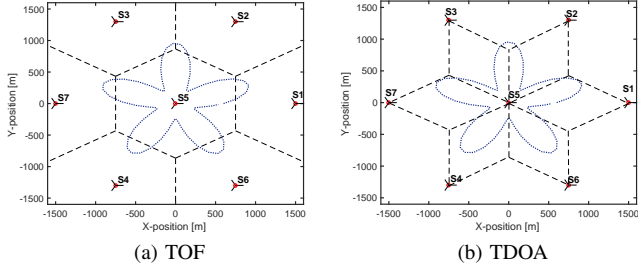 1500
1000
500
0
-500
-1000
-1500
Y-position [m]
S3
S2
S7
S5
S1
S4
S6
-1500 -1000 -500 0 500 1000 1500
X-position [m]
(a) TOF
1500
1000
500
0
-500
-1000
-1500
Y-position [m]
S3
S2
S7
S5
S1
S4
S6
-1500 -1000 -500 0 500 1000 1500
X-position [m]
(b) TDOA